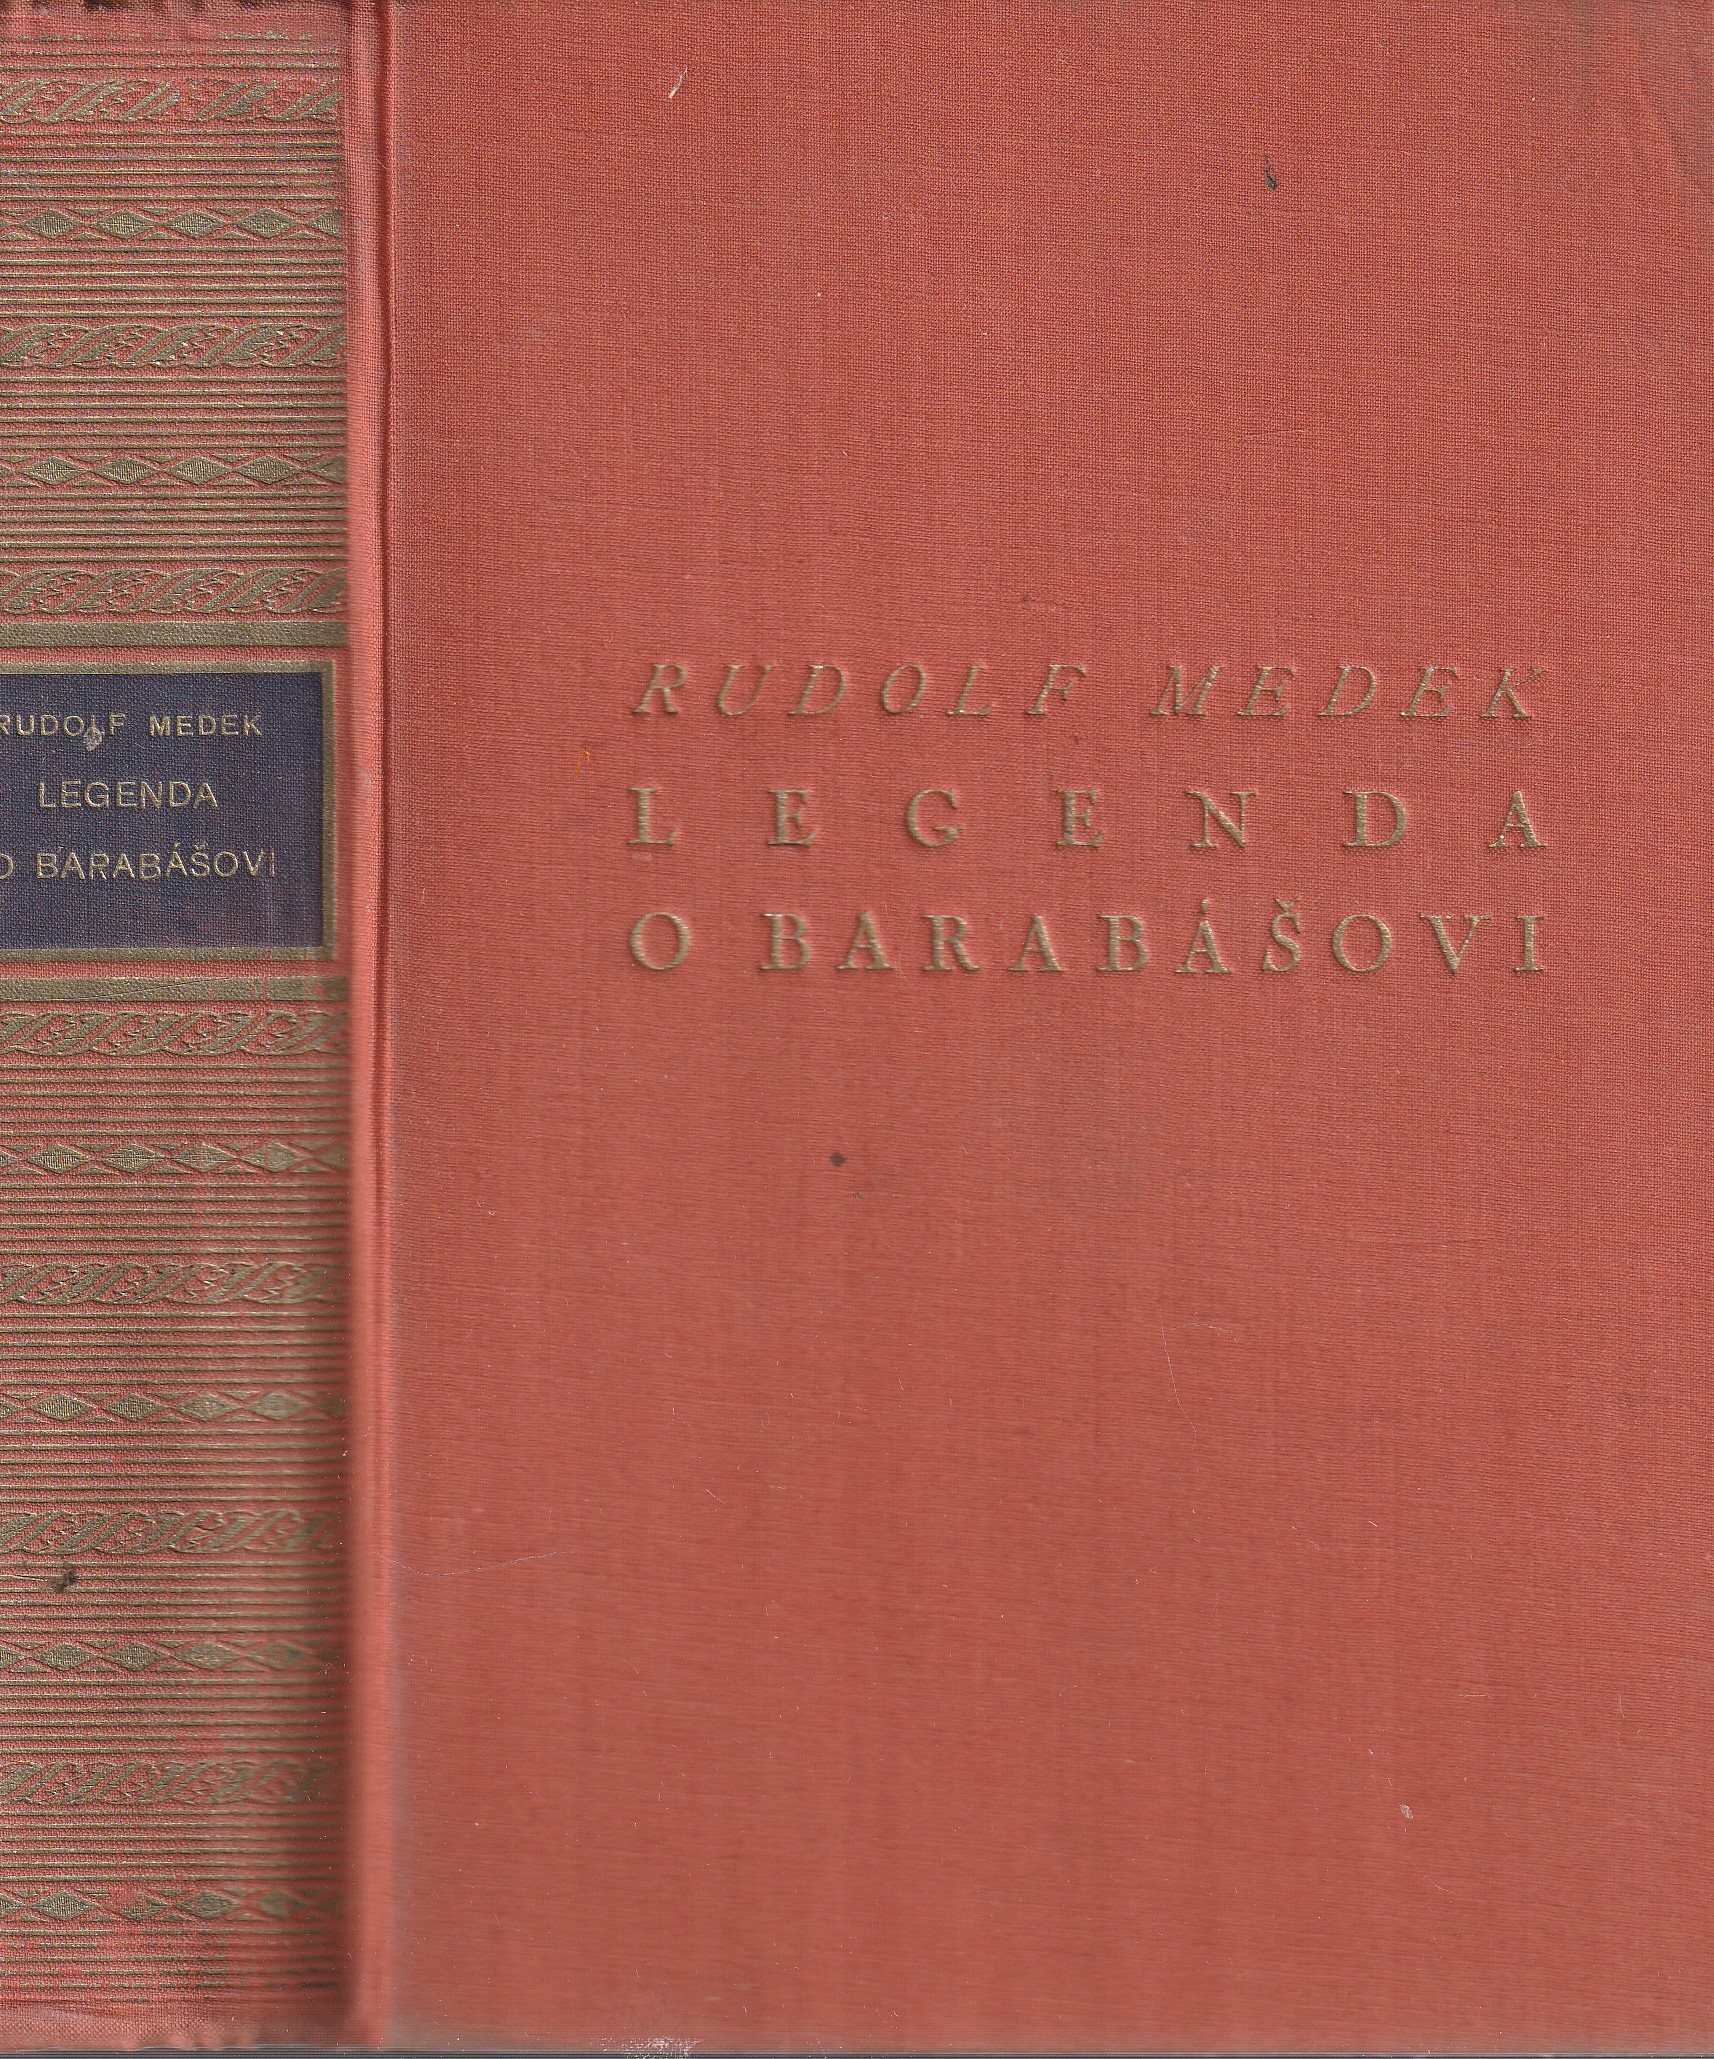 RUDOLF MEDEK
LEGENDA
O BARABÁŠOVI
RUDOLF MEDEK
LEGENDA
O BARABÁŠOVI